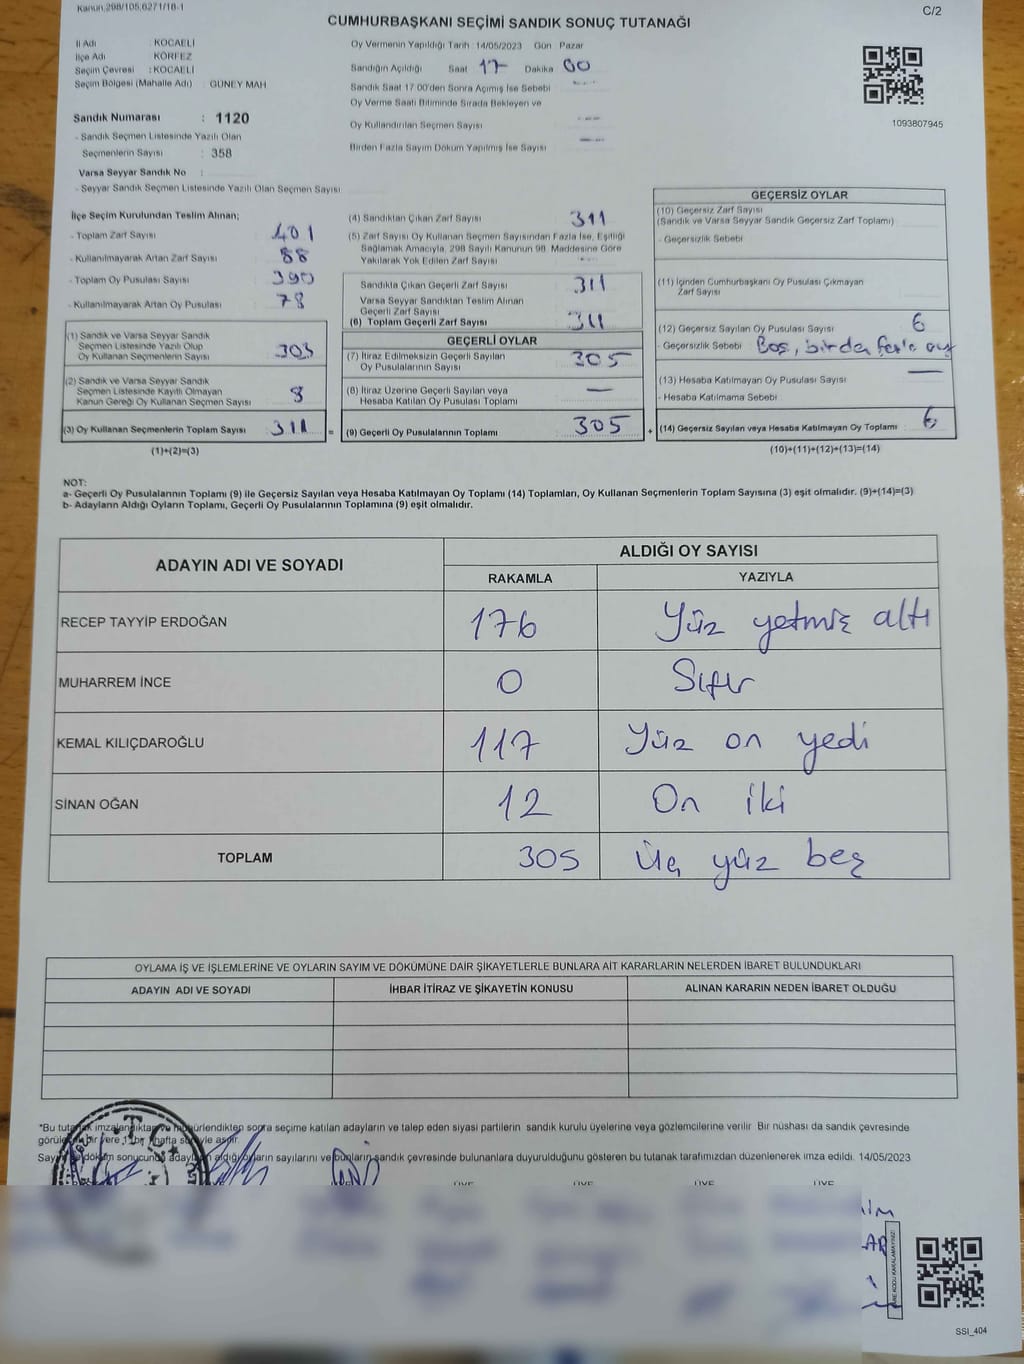 Kanun,298/105,6271/18-1
C/2
CUMHURBAŞKANI SEÇİMİ SANDIK SONUÇ TUTANAĞI
İl Adı : KOCAELİ
İlçe Adı : KÖRFEZ
Seçim Çevresi : KOCAELİ
Seçim Bölgesi (Mahalle Adı) : GÜNEY MAH
Sandık Numarası : 1120
- Sandık Seçmen Listesinde Yazılı Olan
Seçmenlerin Sayısı : 358
Varsa Seyyar Sandık No :
- Seyyar Sandık Seçmen Listesinde Yazılı Olan Seçmen Sayısı
Oy Vermenin Yapıldığı Tarih : 14/05/2023 Gün : Pazar
Sandığın Açıldığı Saat 17 Dakika 00
Sandık Saat 17:00'den Sonra Açımış İse Sebebi
Oy Verme Saati Bitiminde Sırada Bekleyen ve
Oy Kullandırılan Seçmen Sayısı
Birden Fazla Sayım Döküm Yapılmış İse Sayısı
1093807945
İlçe Seçim Kurulundan Teslim Alınan;
- Toplam Zarf Sayısı 401
- Kullanılmayarak Artan Zarf Sayısı 88
- Toplam Oy Pusulası Sayısı 390
- Kullanılmayarak Artan Oy Pusulası 78
(1) Sandık ve Varsa Seyyar Sandık
Seçmen Listesinde Yazılı Olup
Oy Kullanan Seçmenlerin Sayısı 303
(2) Sandık ve Varsa Seyyar Sandık
Seçmen Listesinde Kayıtlı Olmayan
Kanun Gereği Oy Kullanan Seçmen Sayısı 8
(3) Oy Kullanan Seçmenlerin Toplam Sayısı 311
(1)+(2)=(3)
(4) Sandıktan Çıkan Zarf Sayısı 311
(5) Zarf Sayısı Oy Kullanan Seçmen Sayısından Fazla İse, Eşitliği
Sağlamak Amacıyla, 298 Sayılı Kanunun 98. Maddesine Göre
Yakılarak Yok Edilen Zarf Sayısı
Sandıkta Çıkan Geçerli Zarf Sayısı 311
Varsa Seyyar Sandıktan Teslim Alınan
Geçerli Zarf Sayısı
(6) Toplam Geçerli Zarf Sayısı 311
GEÇERLİ OYLAR
(7) İtiraz Edilmeksizin Geçerli Sayılan
Oy Pusulalarının Sayısı 305
(8) İtiraz Üzerine Geçerli Sayılan veya
Hesaba Katılan Oy Pusulası Toplamı —
= (9) Geçerli Oy Pusulalarının Toplamı 305
GEÇERSİZ OYLAR
(10) Geçersiz Zarf Sayısı
(Sandık ve Varsa Seyyar Sandık Geçersiz Zarf Toplamı)
- Geçersizlik Sebebi
(11) İçinden Cumhurbaşkanı Oy Pusulası Çıkmayan
Zarf Sayısı
(12) Geçersiz Sayılan Oy Pusulası Sayısı 6
- Geçersizlik Sebebi Boş, birden fazla oy
(13) Hesaba Katılmayan Oy Pusulası Sayısı —
- Hesaba Katılmama Sebebi
+ (14) Geçersiz Sayılan veya Hesaba Katılmayan Oy Toplamı 6
(10)+(11)+(12)+(13)=(14)
NOT:
a- Geçerli Oy Pusulalarının Toplamı (9) ile Geçersiz Sayılan veya Hesaba Katılmayan Oy Toplamı (14) Toplamları, Oy Kullanan Seçmenlerin Toplam Sayısına (3) eşit olmalıdır. (9)+(14)=(3)
b- Adayların Aldığı Oyların Toplamı, Geçerli Oy Pusulalarının Toplamına (9) eşit olmalıdır.
ADAYIN ADI VE SOYADI ALDIĞI OY SAYISI
RAKAMLA YAZIYLA
RECEP TAYYİP ERDOĞAN 176 Yüz yetmiş altı
MUHARREM İNCE 0 Sıfır
KEMAL KILIÇDAROĞLU 117 Yüz on yedi
SİNAN OĞAN 12 On iki
TOPLAM 305 Üç yüz beş
OYLAMA İŞ VE İŞLEMLERİNE VE OYLARIN SAYIM VE DÖKÜMÜNE DAİR ŞİKAYETLERLE BUNLARA AİT KARARLARIN NELERDEN İBARET BULUNDUKLARI
ADAYIN ADI VE SOYADI İHBAR İTİRAZ VE ŞİKAYETİN KONUSU ALINAN KARARIN NEDEN İBARET OLDUĞU
*Bu tutanak imzalandıktan ve mühürlendikten sonra seçime katılan adayların ve talep eden siyasi partilerin sandık kurulu üyelerine veya gözlemcilerine verilir. Bir nüshası da sandık çevresinde
görülebilir bir yere 1 bir hafta süreyle asılır.
Sayım döküm sonucunda adayların aldığı oyların sayılarını ve bunların sandık çevresinde bulunanlara duyurulduğunu gösteren bu tutanak tarafımızdan düzenlenerek imza edildi. 14/05/2023
T.C.
ÜYE ÜYE ÜYE ÜYE
SSI_404